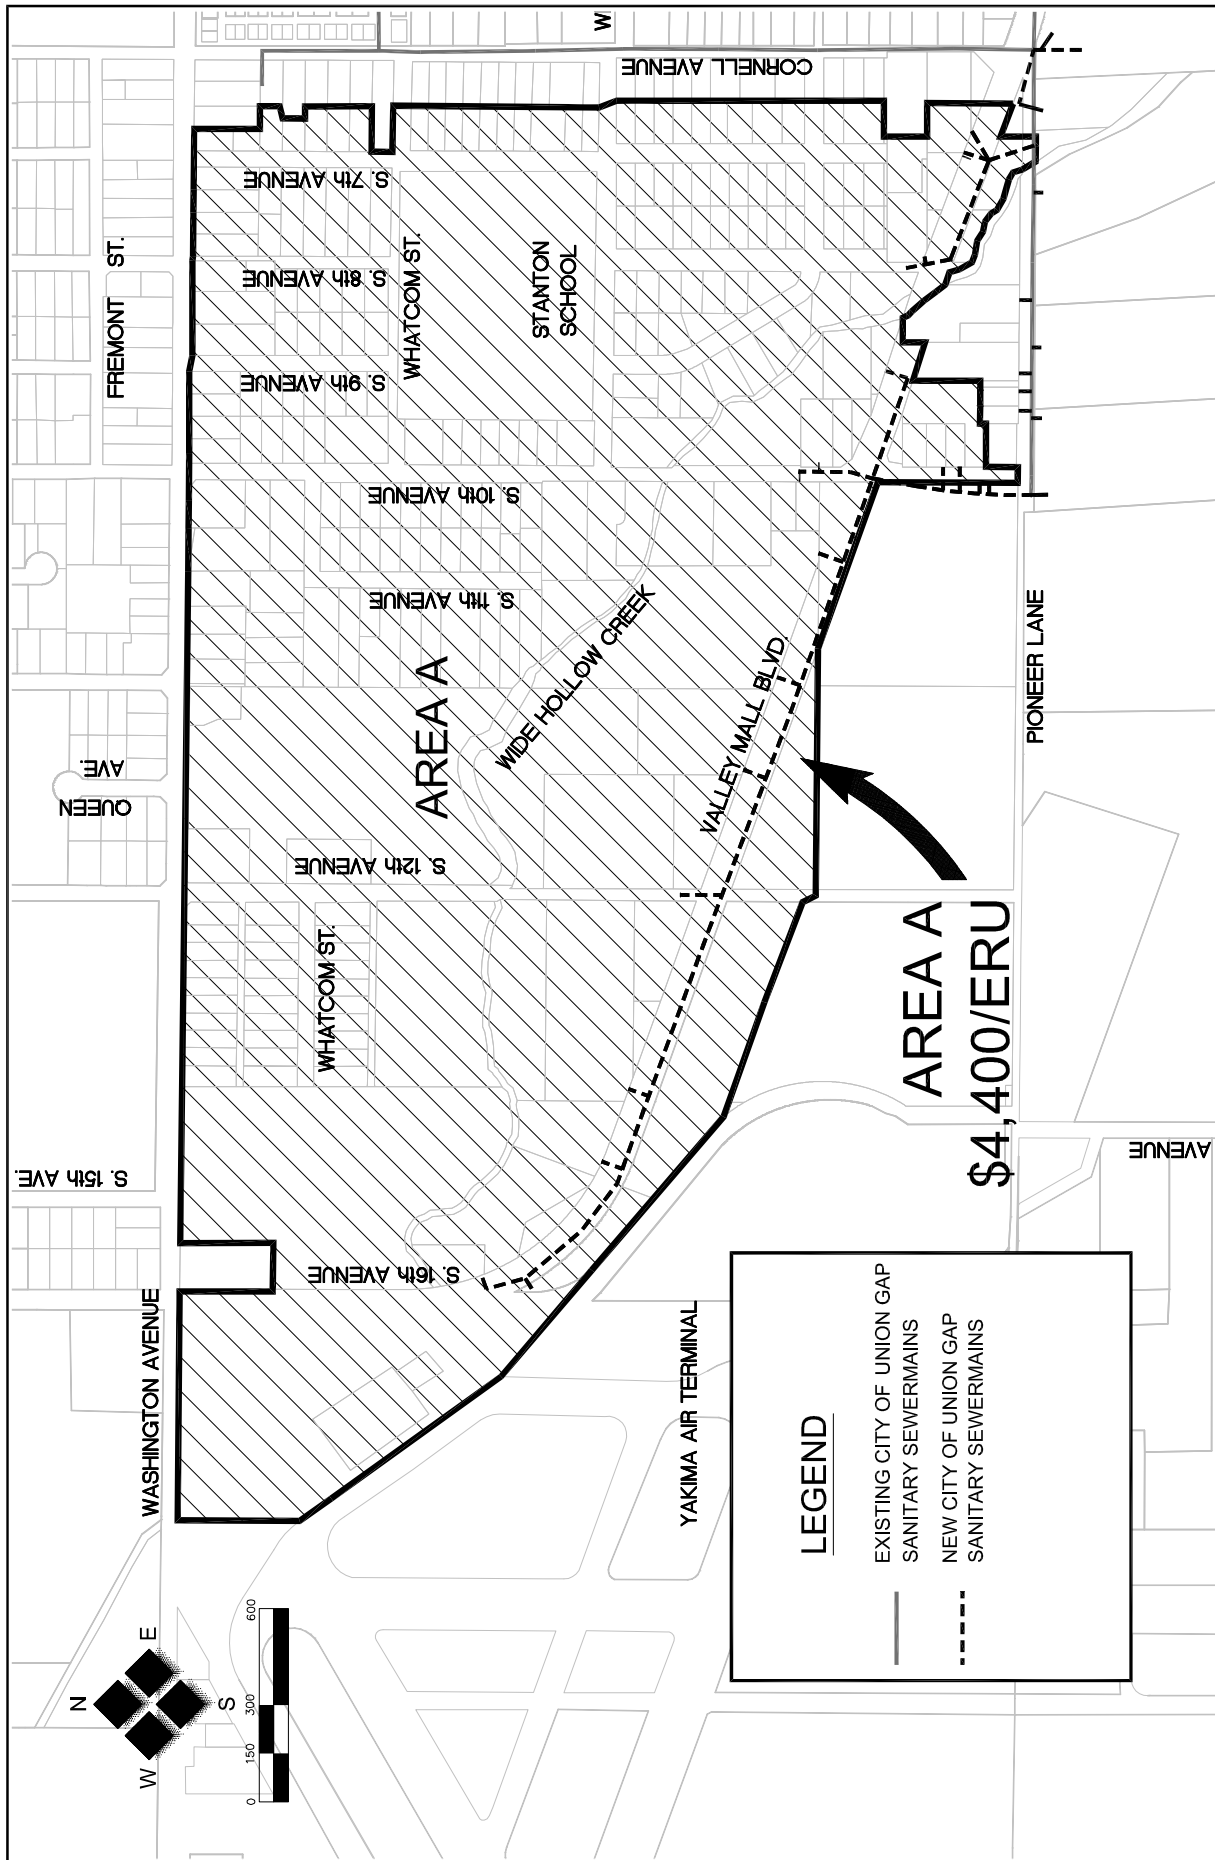 WASHINGTON AVENUE
S. 15th AVE.
QUEEN
AVE.
FREMONT ST.
S. 16th AVENUE
WHATCOM ST.
S. 12th AVENUE
AREA A
S. 11th AVENUE
S. 10th AVENUE
S. 9th AVENUE
S. 8th AVENUE
S. 7th AVENUE
WHATCOM ST.
STANTON
SCHOOL
CORNELL AVENUE
W
WIDE HOLLOW CREEK
VALLEY MALL BLVD.
YAKIMA AIR TERMINAL
PIONEER LANE
AVENUE
AREA A
$4,400/ERU
N
W
E
S
0 150 300 600
LEGEND
EXISTING CITY OF UNION GAP
SANITARY SEWERMAINS
NEW CITY OF UNION GAP
SANITARY SEWERMAINS